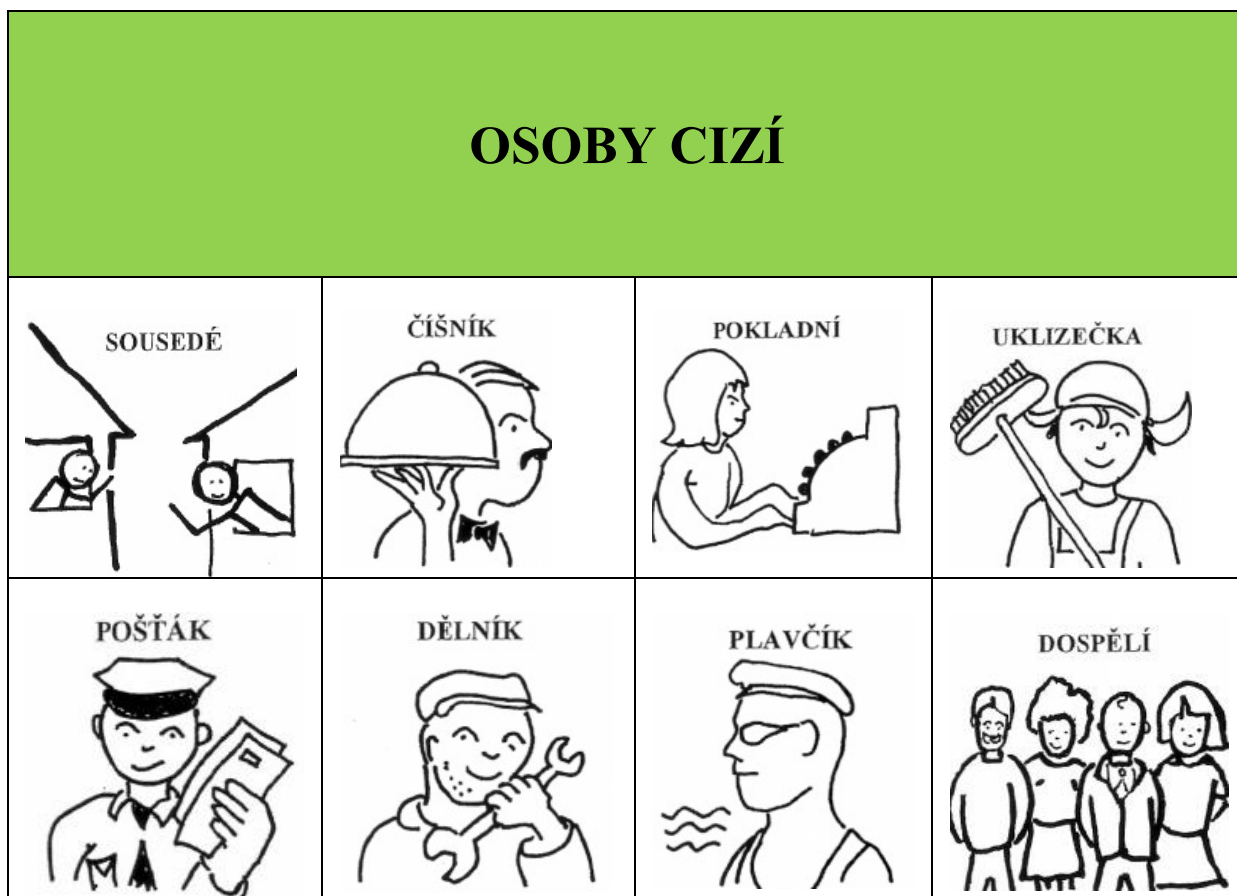 OSOBY CIZÍ
SOUSEDÉ
ČÍŠNÍK
POKLADNÍ
UKLIZEČKA
POŠŤÁK
DĚLNÍK
PLAVČÍK
DOSPĚLÍ